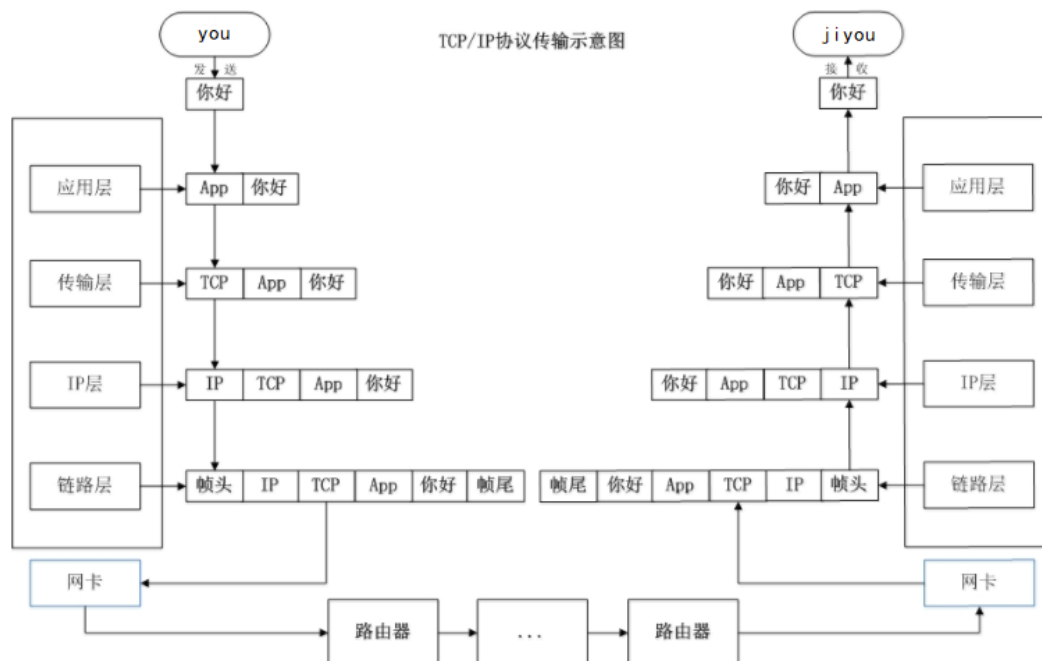 you
TCP/IP协议传输示意图
jiyou
发 送
接 收
你好
你好
应用层
App 你好
你好 App
应用层
传输层
TCP App 你好
你好 App TCP
传输层
IP层
IP TCP App 你好
你好 App TCP IP
IP层
链路层
帧头 IP TCP App 你好 帧尾
帧尾 你好 App TCP IP 帧头
链路层
网卡
网卡
路由器
...
路由器